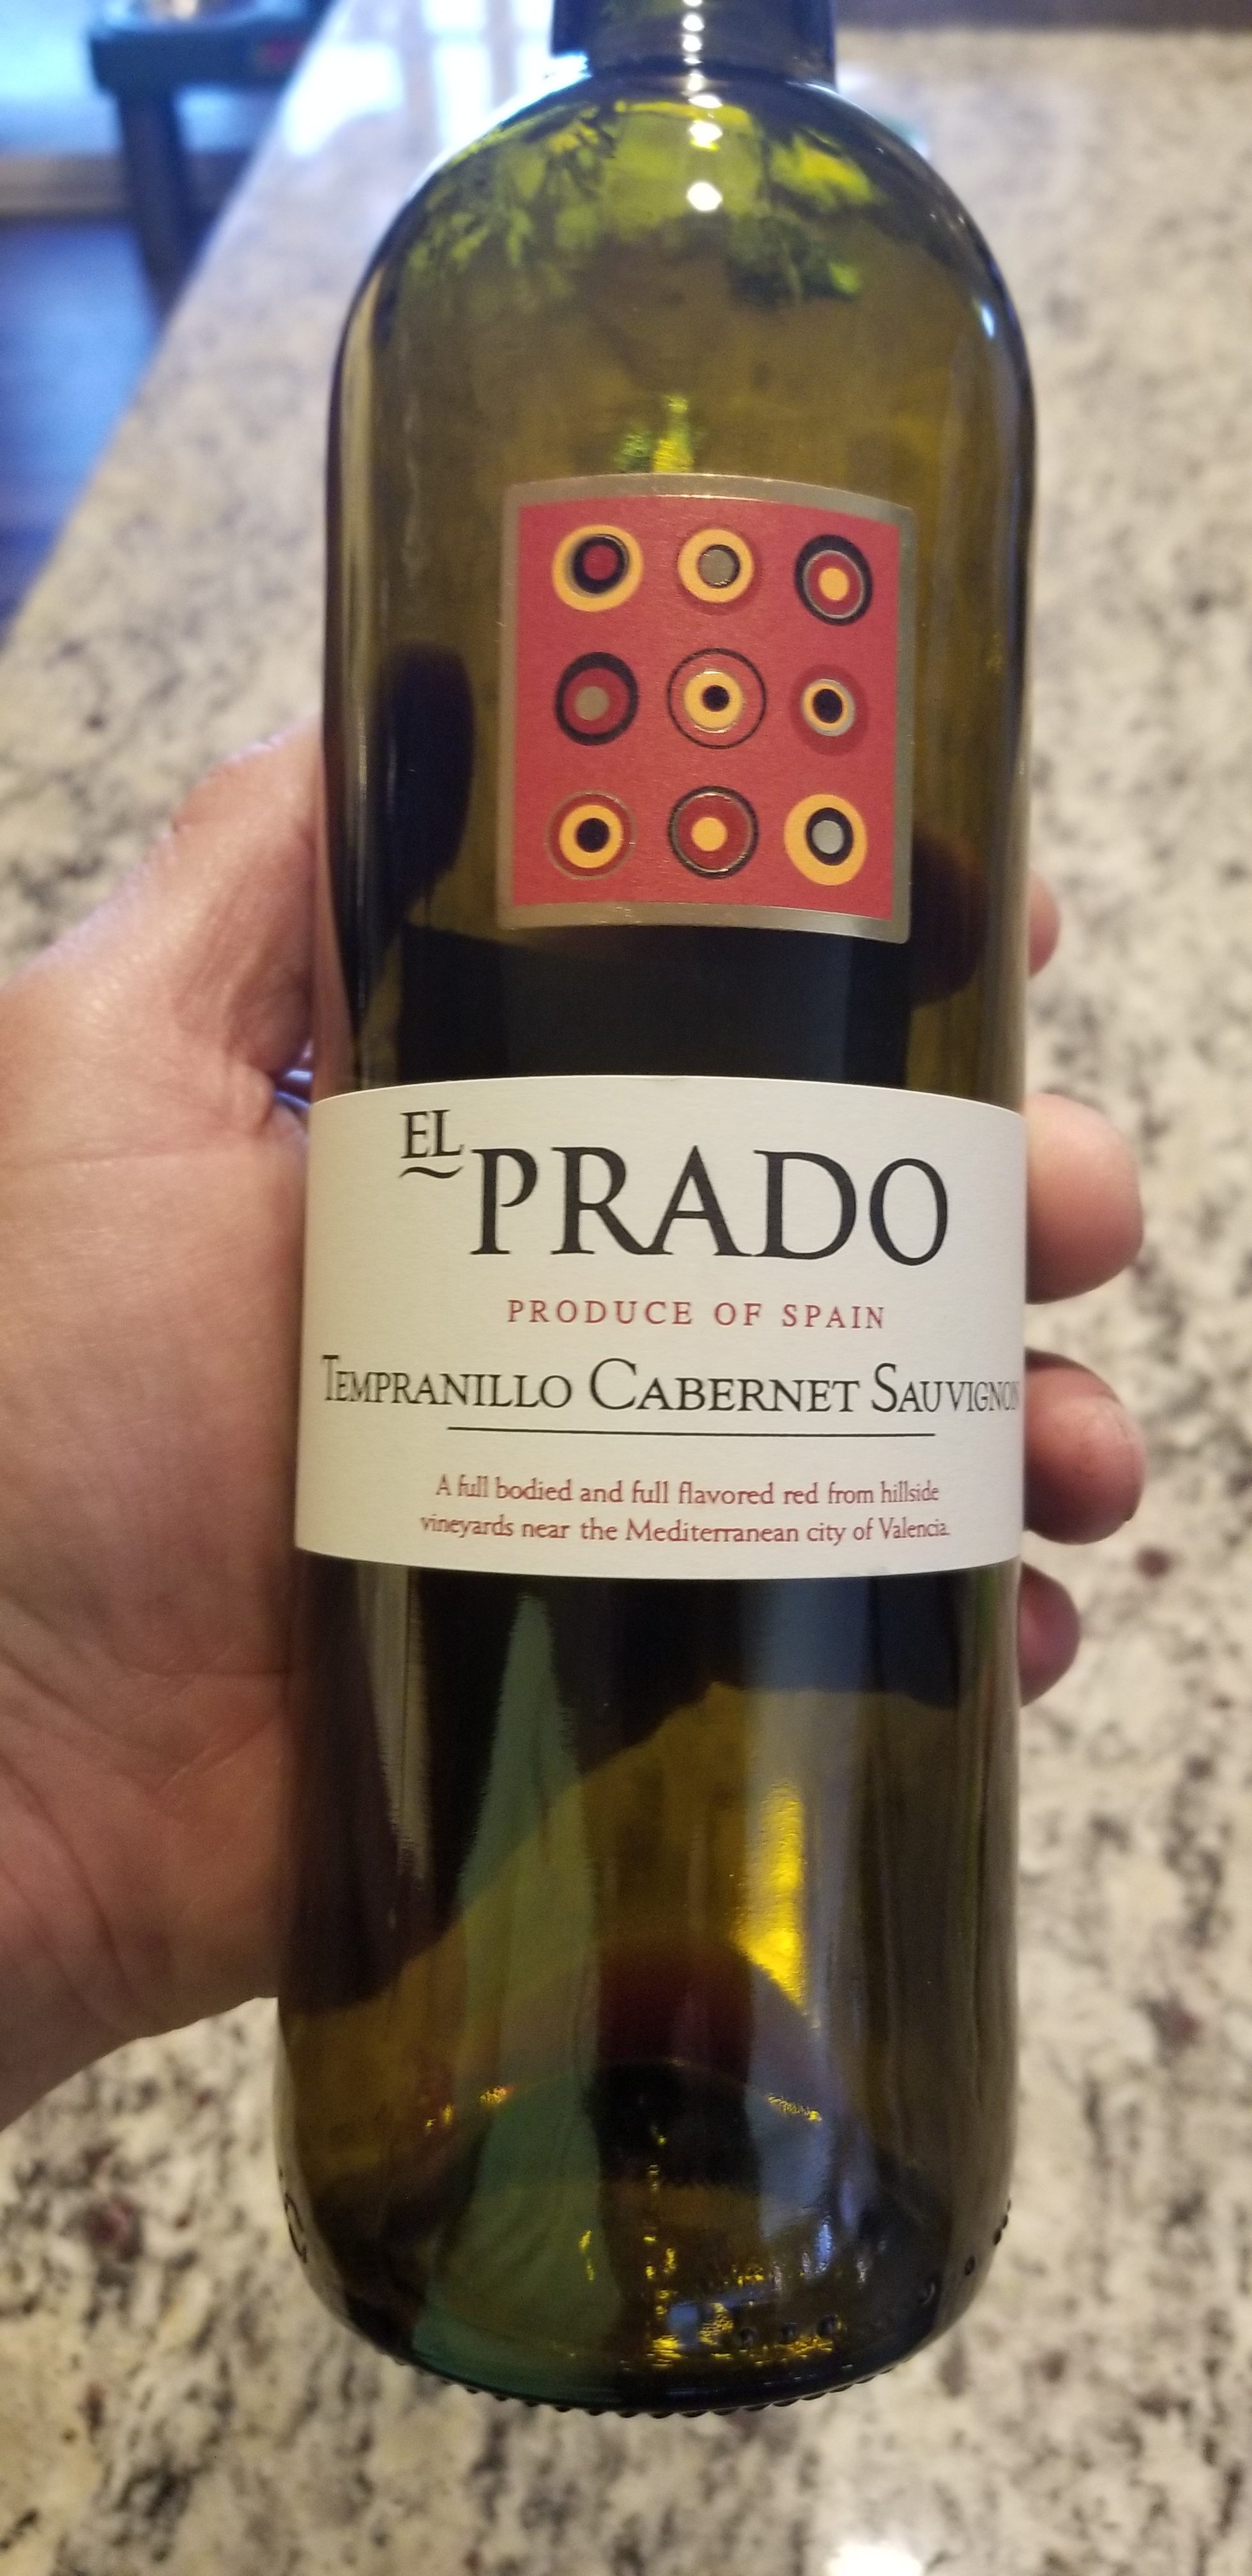 EL
PRADO
PRODUCE OF SPAIN
TEMPRANILLO CABERNET SAUVIGNON
A full bodied and full flavored red from hillside
vineyards near the Mediterranean city of Valencia.